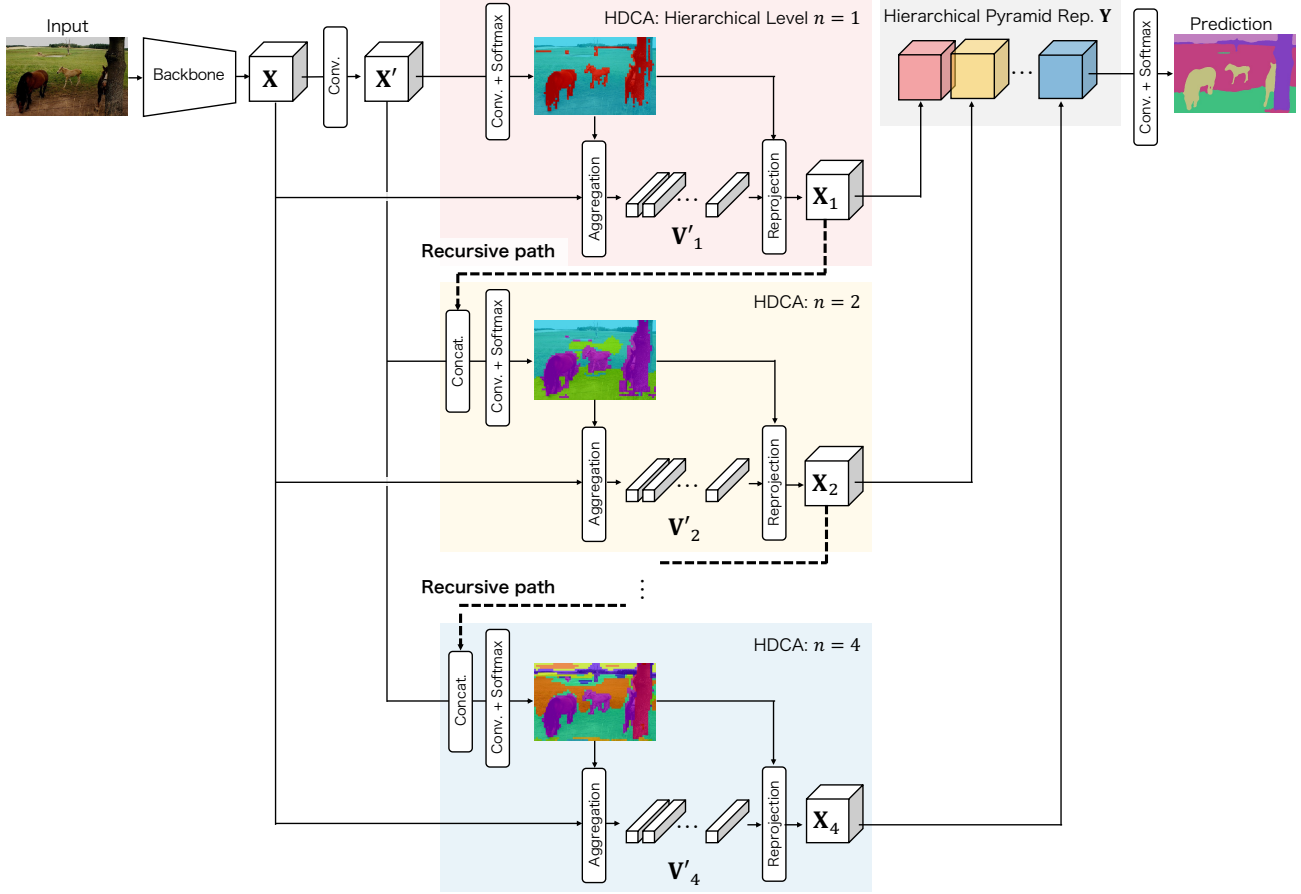 Input
Backbone
X
Conv.
X'
HDCA: Hierarchical Level n = 1
Conv. + Softmax
Aggregation
V'₁
Reprojection
X₁
Hierarchical Pyramid Rep. Y
...
Conv. + Softmax
Prediction
Recursive path
HDCA: n = 2
Concat.
Conv. + Softmax
Aggregation
V'₂
Reprojection
X₂
Recursive path
HDCA: n = 4
Concat.
Conv. + Softmax
Aggregation
V'₄
Reprojection
X₄